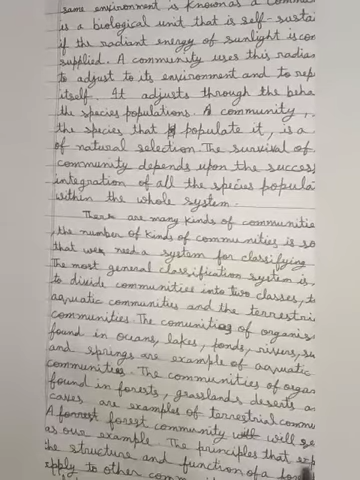 same environment is known as a
is a biological unit that is self-sustai
if the radiant energy of sunlight is con
supplied. A community uses this radian
to adjust to its environment and to rep
itself. It adjusts through the beha
the species populations. A community,
the species that populate it, is a
of natural selection. The survival of
community depends upon the success
integration of all the species popula
within the whole system.
There are many kinds of communitie
the number of kinds of communities is so
that we need a system for classifying
The most general classification system is
to divide communities into two classes, t
aquatic communities and the terrestri
communities. The comunities of organis
found in oceans, lakes, ponds, rivers, s
and springs are example of aquatic
communities. The communities of organ
found in forests, grasslands deserts a
caves are examples of terrestrial commu
A forrest forest community will se
as our example. The principles that exp
the structure and function of a fore
apply to other comm